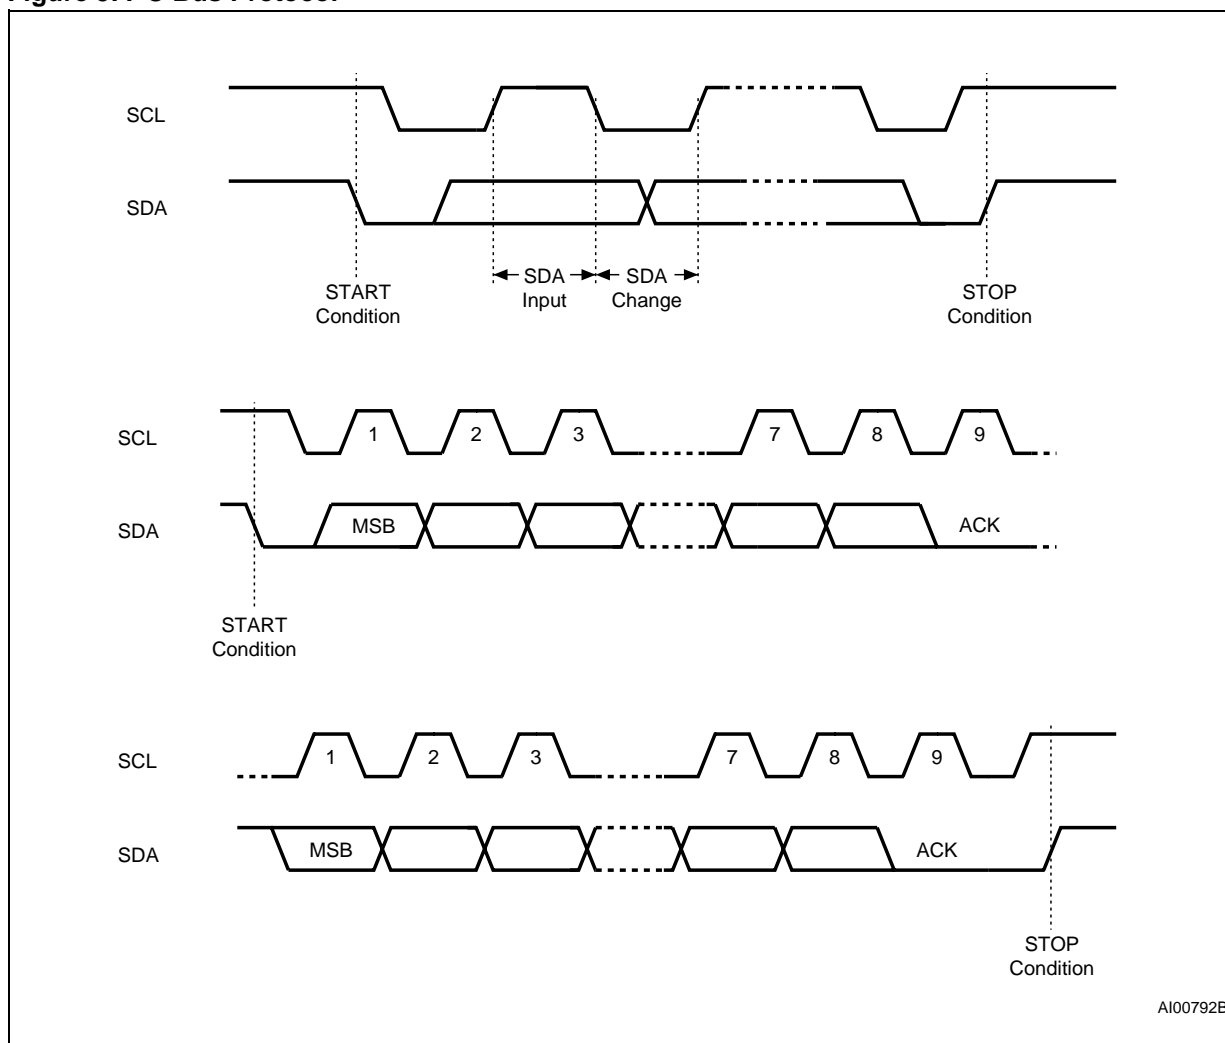 SCL
SDA
START
Condition
SDA
Input
SDA
Change
STOP
Condition
SCL
1 2 3 7 8 9
SDA
MSB
ACK
START
Condition
SCL
1 2 3 7 8 9
SDA
MSB
ACK
STOP
Condition
AI00792B